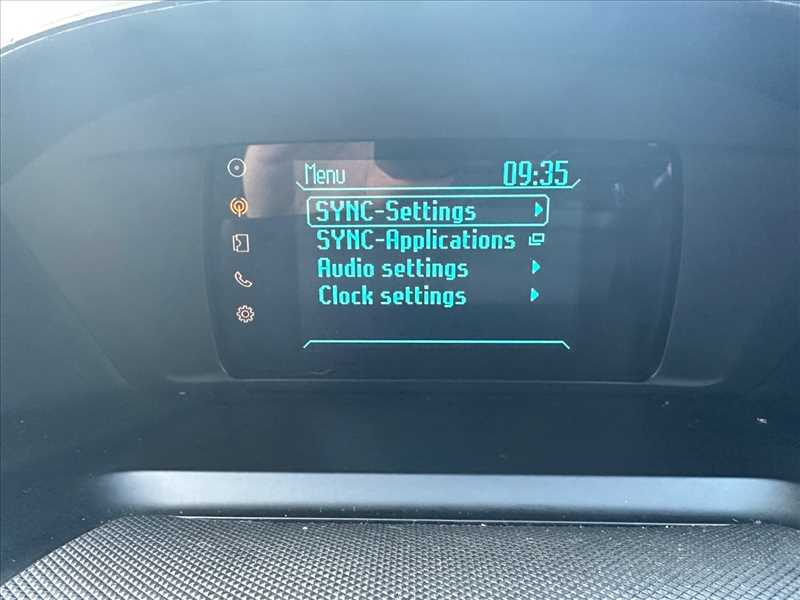 Menu 09:35
SYNC-Settings
SYNC-Applications
Audio settings
Clock settings